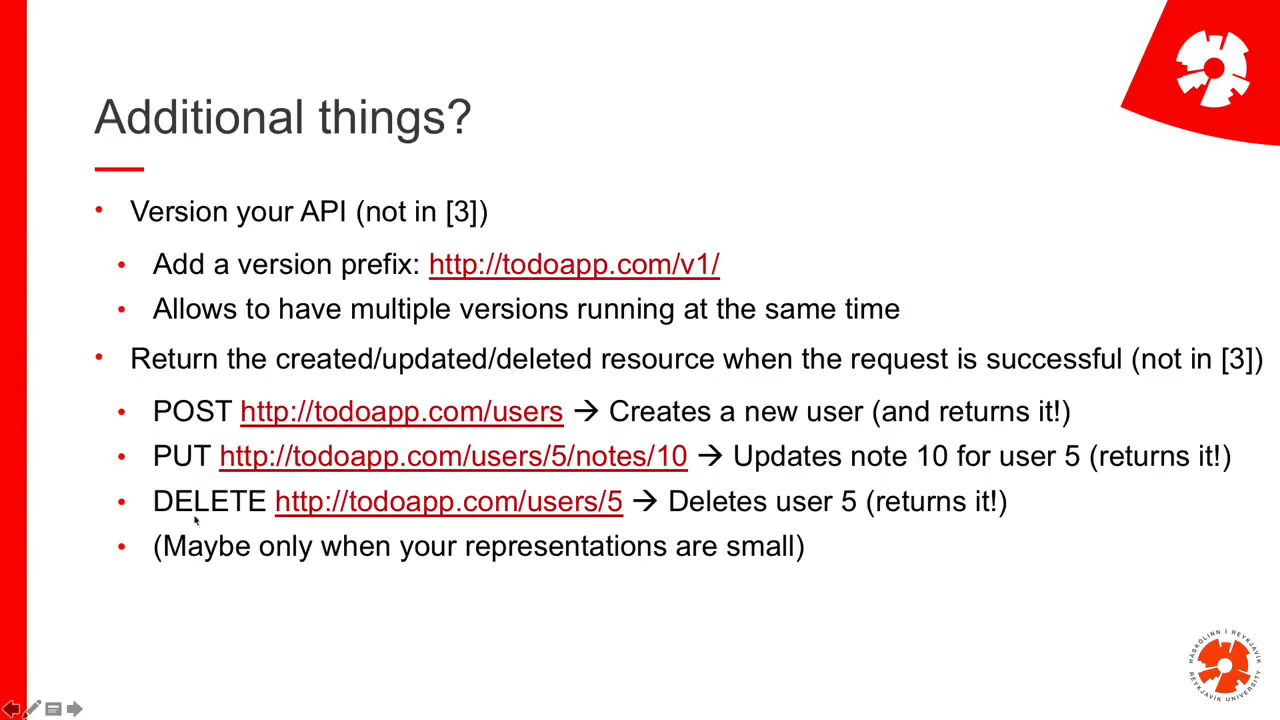 Additional things?
• Version your API (not in [3])
• Add a version prefix: http://todoapp.com/v1/
• Allows to have multiple versions running at the same time
• Return the created/updated/deleted resource when the request is successful (not in [3])
• POST http://todoapp.com/users → Creates a new user (and returns it!)
• PUT http://todoapp.com/users/5/notes/10 → Updates note 10 for user 5 (returns it!)
• DELETE http://todoapp.com/users/5 → Deletes user 5 (returns it!)
• (Maybe only when your representations are small)
HÁSKÓLINN Í REYKJAVÍK
REYKJAVÍK UNIVERSITY